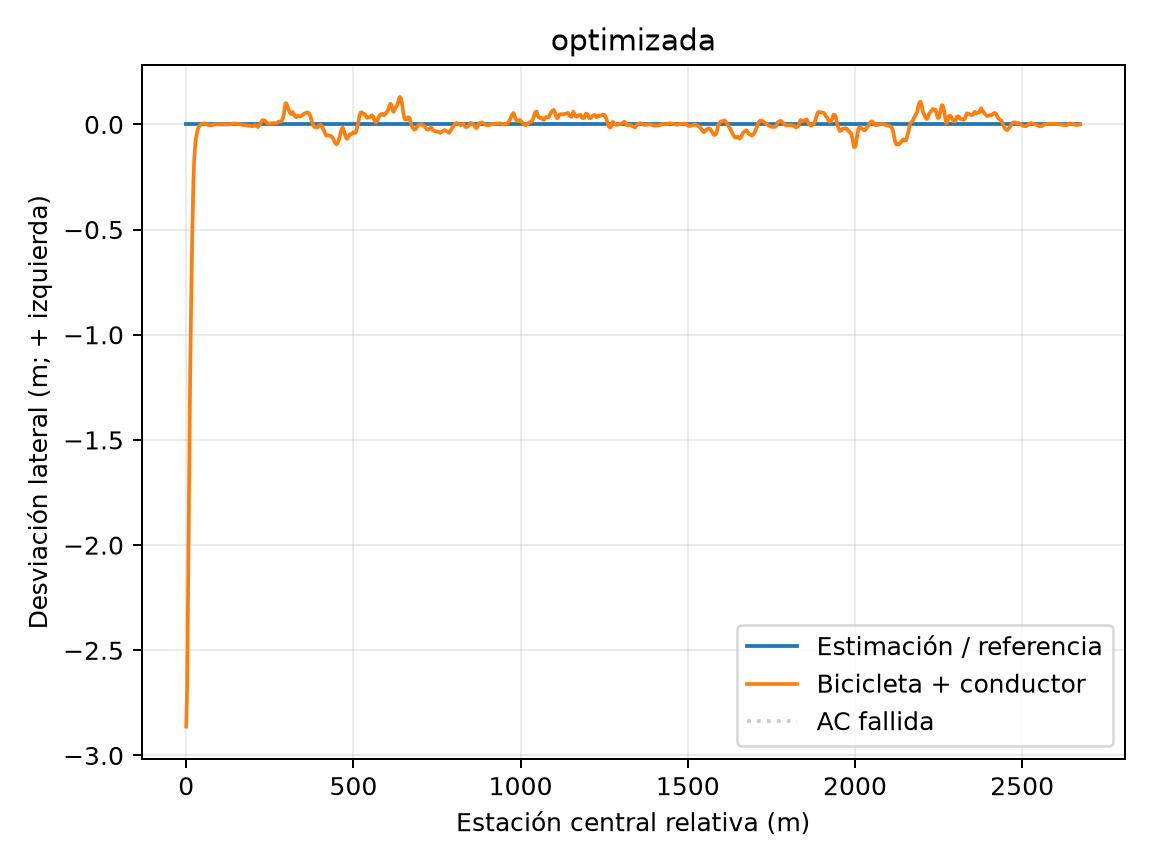 optimizada
0.0
−0.5
−1.0
−1.5
−2.0
−2.5
−3.0
Desviación lateral (m; + izquierda)
Estimación / referencia
Bicicleta + conductor
AC fallida
0 500 1000 1500 2000 2500
Estación central relativa (m)